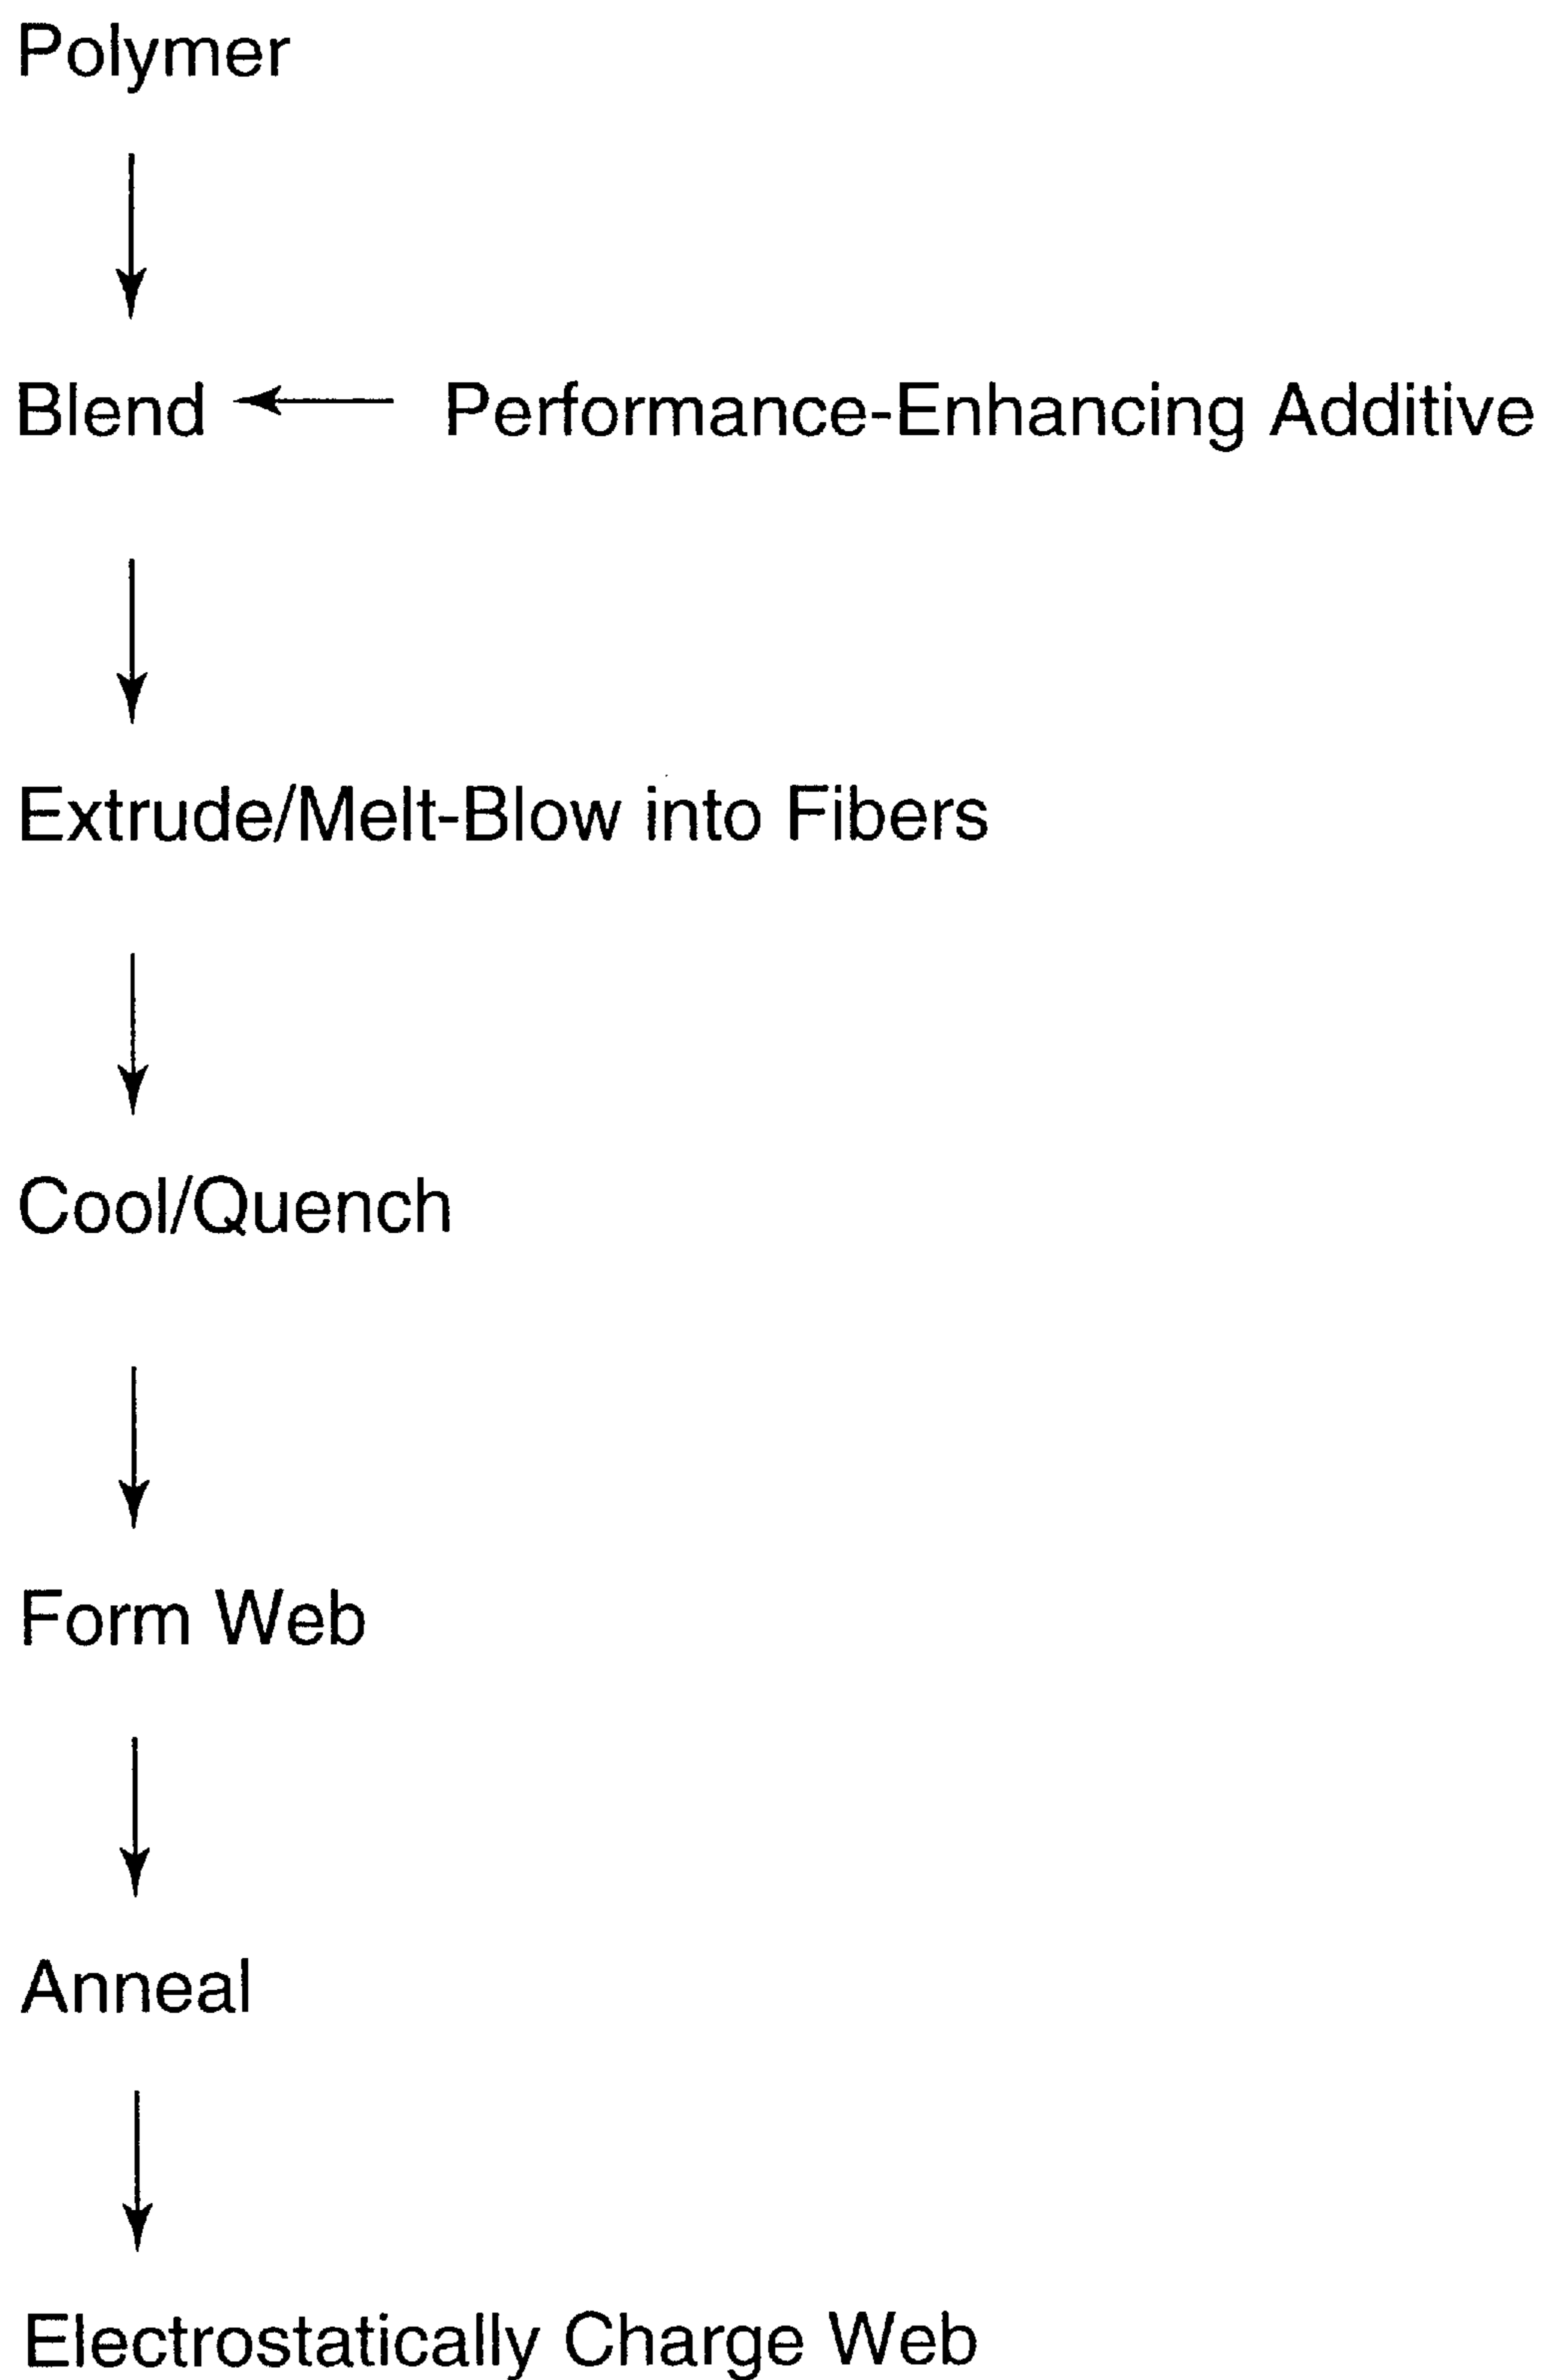 Polymer
Blend Performance-Enhancing Additive
Extrude/Melt-Blow into Fibers
Cool/Quench
Form Web
Anneal
Electrostatically Charge Web